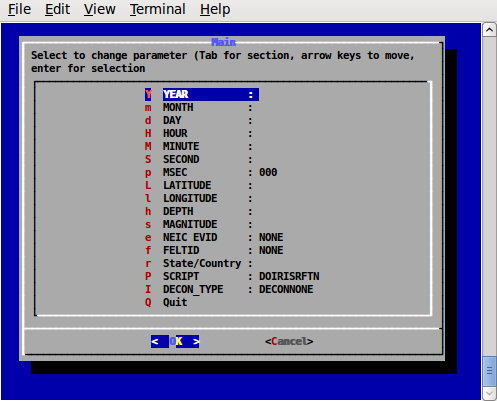 File Edit View Terminal Help
Main
Select to change parameter (Tab for section, arrow keys to move,
enter for selection
Y YEAR :
m MONTH :
d DAY :
H HOUR :
M MINUTE :
S SECOND :
p MSEC : 000
L LATITUDE :
l LONGITUDE :
h DEPTH :
s MAGNITUDE :
e NEIC EVID : NONE
f FELTID : NONE
r State/Country :
P SCRIPT : DOIRISRFTN
I DECON_TYPE : DECONNONE
Q Quit
< OK > <Cancel>